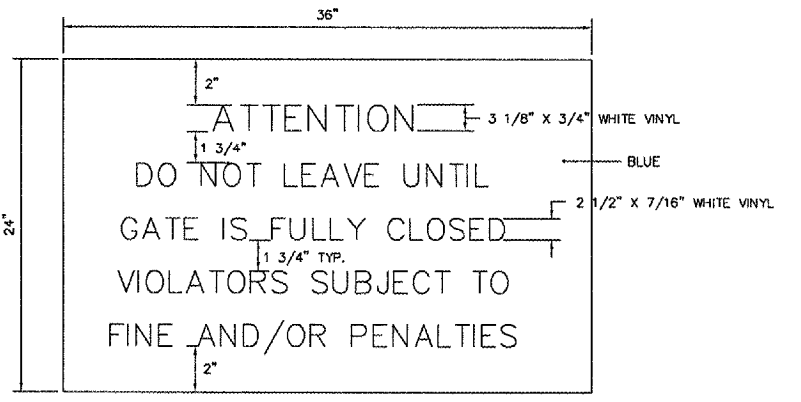 36"
24"
2"
ATTENTION
3 1/8" X 3/4" WHITE VINYL
1 3/4"
BLUE
DO NOT LEAVE UNTIL
2 1/2" X 7/16" WHITE VINYL
GATE IS FULLY CLOSED
1 3/4" TYP.
VIOLATORS SUBJECT TO
FINE AND/OR PENALTIES
2"